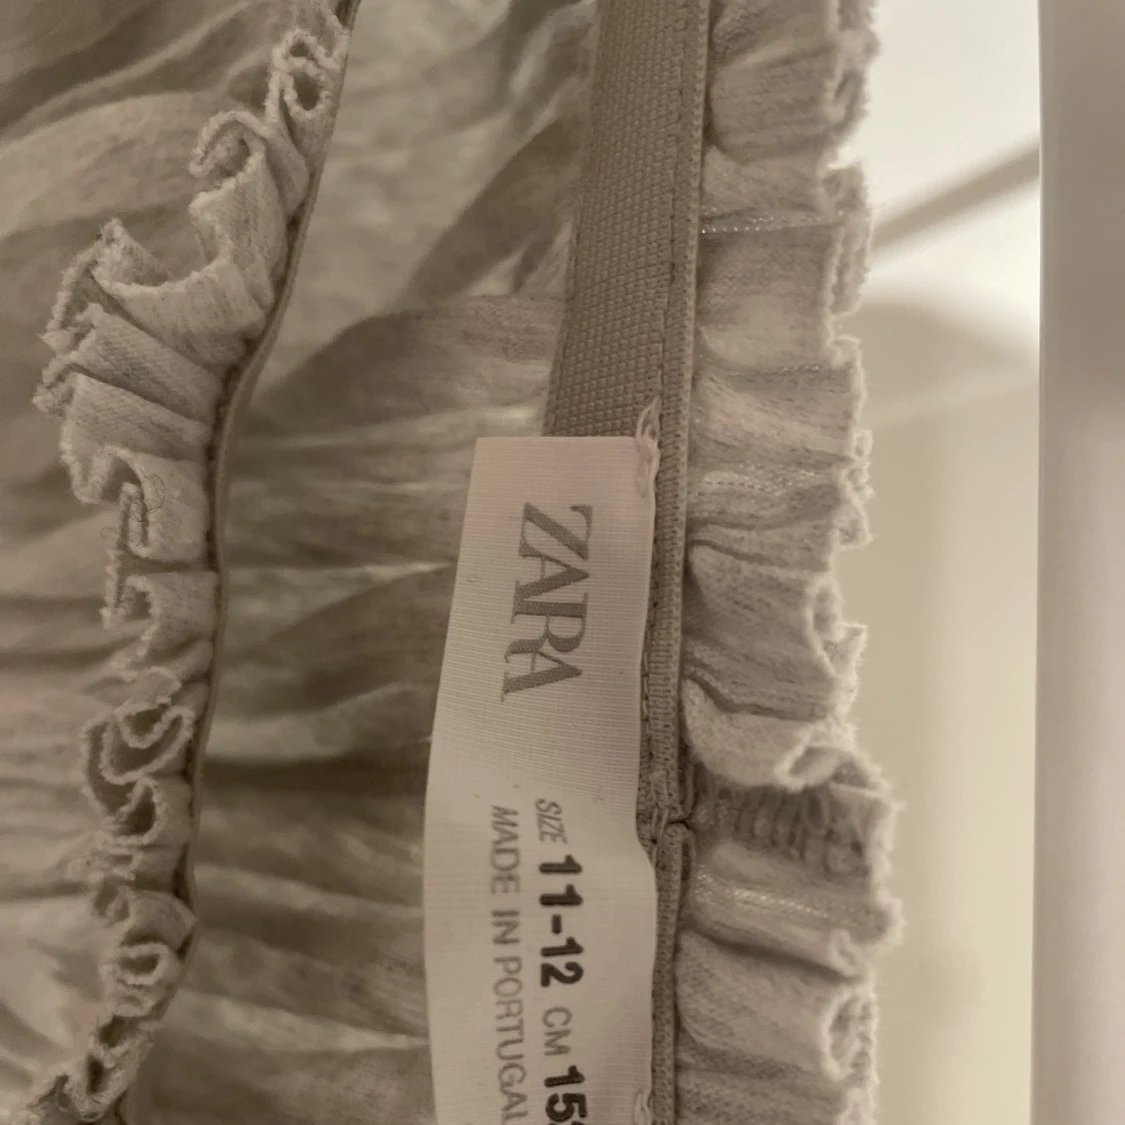 ZARA
SIZE 11-12 CM
MADE IN PORTUGAL